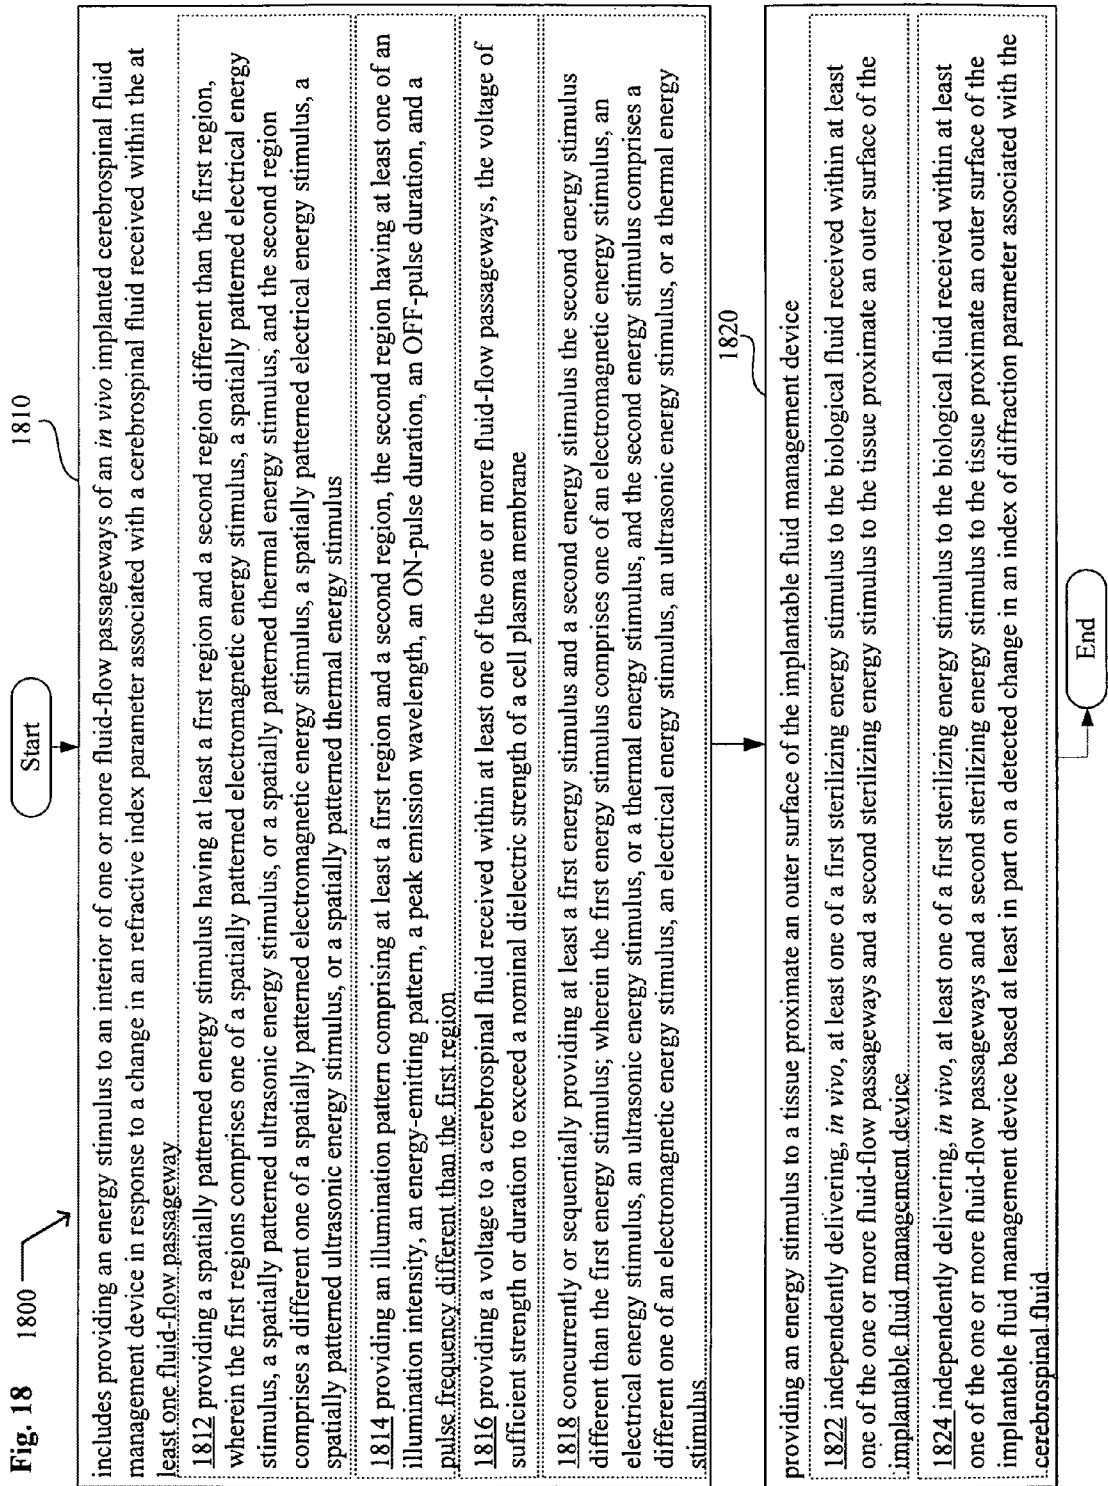 Fig. 18
1800
Start
1810
includes providing an energy stimulus to an interior of one or more fluid-flow passageways of an in vivo implanted cerebrospinal fluid
management device in response to a change in an refractive index parameter associated with a cerebrospinal fluid received within the at
least one fluid-flow passageway
1812 providing a spatially patterned energy stimulus having at least a first region and a second region different than the first region,
wherein the first regions comprises one of a spatially patterned electromagnetic energy stimulus, a spatially patterned electrical energy
stimulus, a spatially patterned ultrasonic energy stimulus, or a spatially patterned thermal energy stimulus, and the second region
comprises a different one of a spatially patterned electromagnetic energy stimulus, a spatially patterned electrical energy stimulus, a
spatially patterned ultrasonic energy stimulus, or a spatially patterned thermal energy stimulus
1814 providing an illumination pattern comprising at least a first region and a second region, the second region having at least one of an
illumination intensity, an energy-emitting pattern, a peak emission wavelength, an ON-pulse duration, an OFF-pulse duration, and a
pulse frequency different than the first region
1816 providing a voltage to a cerebrospinal fluid received within at least one of the one or more fluid-flow passageways, the voltage of
sufficient strength or duration to exceed a nominal dielectric strength of a cell plasma membrane
1818 concurrently or sequentially providing at least a first energy stimulus and a second energy stimulus the second energy stimulus
different than the first energy stimulus; wherein the first energy stimulus comprises one of an electromagnetic energy stimulus, an
electrical energy stimulus, an ultrasonic energy stimulus, or a thermal energy stimulus, and the second energy stimulus comprises a
different one of an electromagnetic energy stimulus, an electrical energy stimulus, an ultrasonic energy stimulus, or a thermal energy
stimulus
1820
providing an energy stimulus to a tissue proximate an outer surface of the implantable fluid management device
1822 independently delivering, in vivo, at least one of a first sterilizing energy stimulus to the biological fluid received within at least
one of the one or more fluid-flow passageways and a second sterilizing energy stimulus to the tissue proximate an outer surface of the
implantable fluid management device
1824 independently delivering, in vivo, at least one of a first sterilizing energy stimulus to the biological fluid received within at least
one of the one or more fluid-flow passageways and a second sterilizing energy stimulus to the tissue proximate an outer surface of the
implantable fluid management device based at least in part on a detected change in an index of diffraction parameter associated with the
cerebrospinal fluid
End